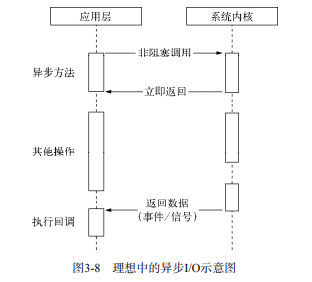 应用层
系统内核
非阻塞调用
异步方法
立即返回
其他操作
返回数据
(事件/信号)
执行回调
图3-8 理想中的异步I/O示意图